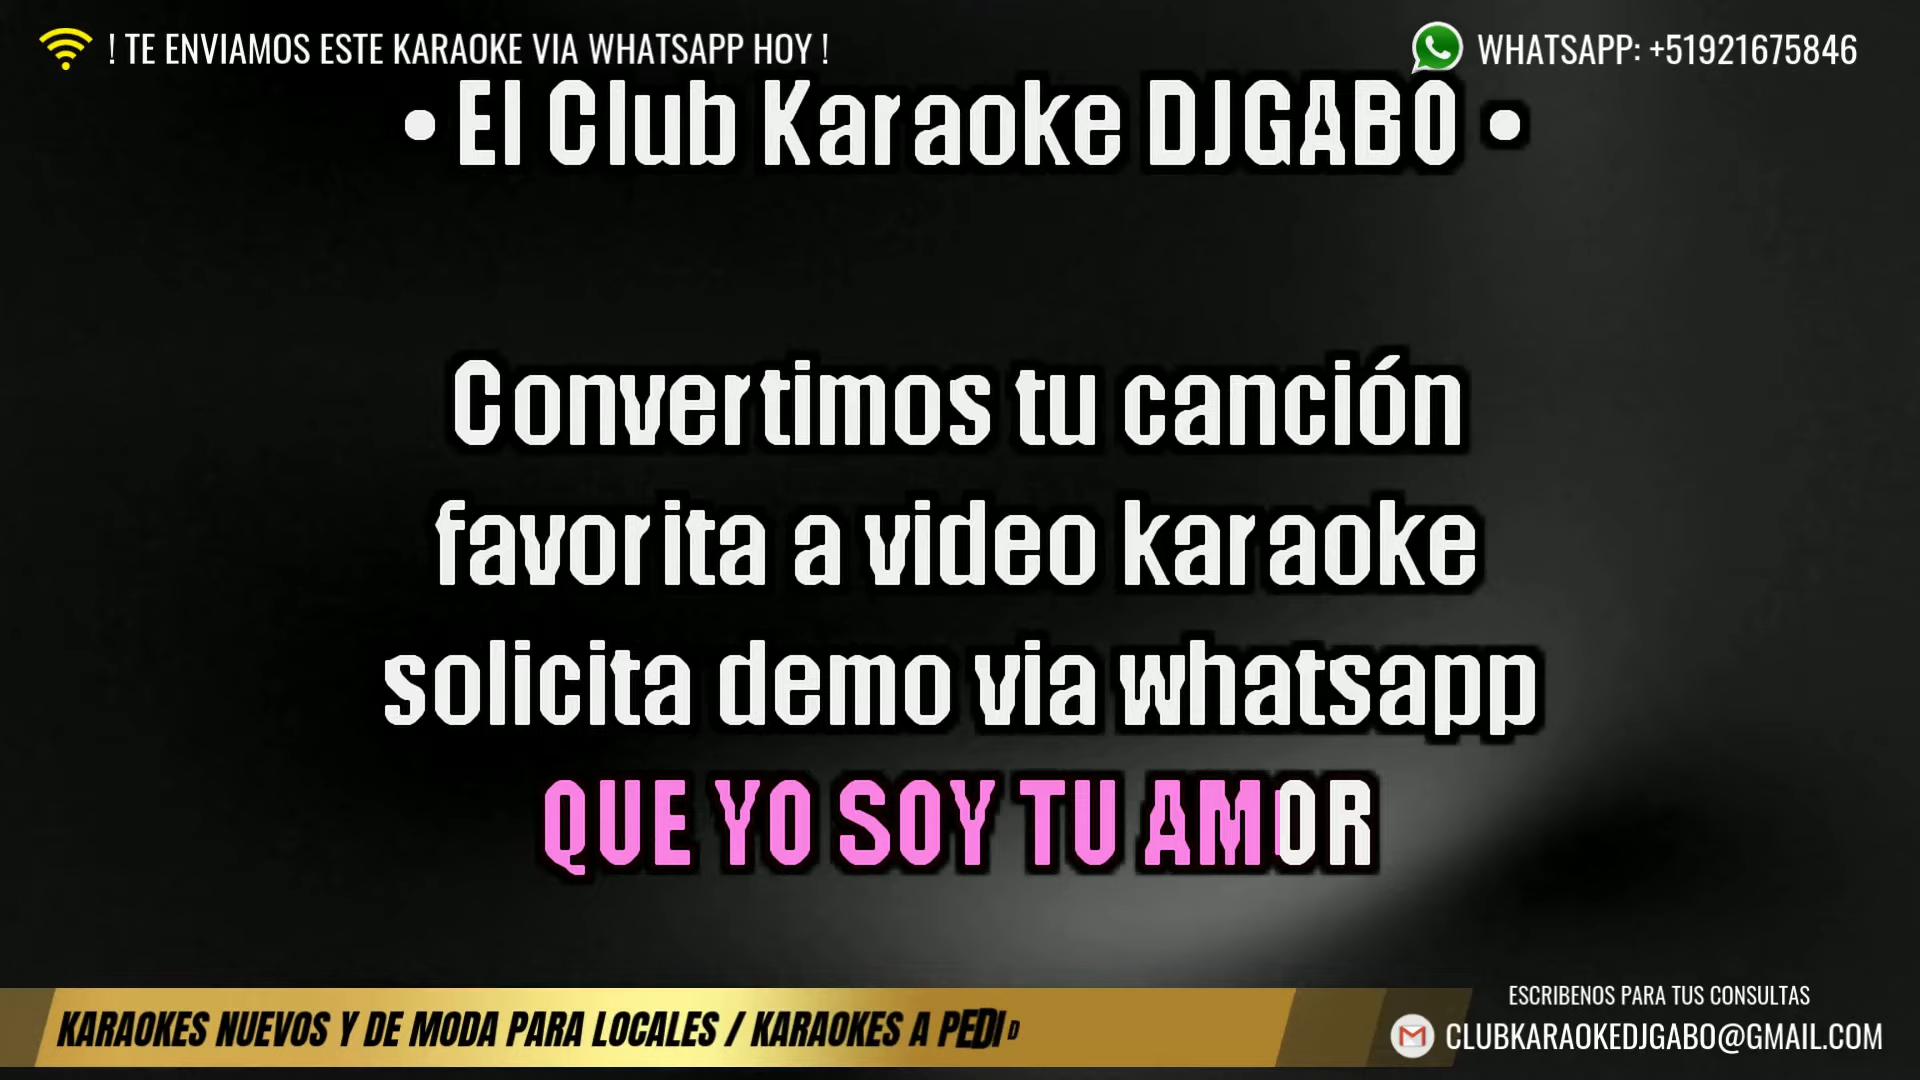 ! TE ENVIAMOS ESTE KARAOKE VIA WHATSAPP HOY !
WHATSAPP: +51921675846
• El Club Karaoke DJGABO •
Convertimos tu canción
favorita a video karaoke
solicita demo via whatsapp
QUE YO SOY TU AMOR
KARAOKES NUEVOS Y DE MODA PARA LOCALES / KARAOKES A PEDID
ESCRIBENOS PARA TUS CONSULTAS
CLUBKARAOKEDJGABO@GMAIL.COM